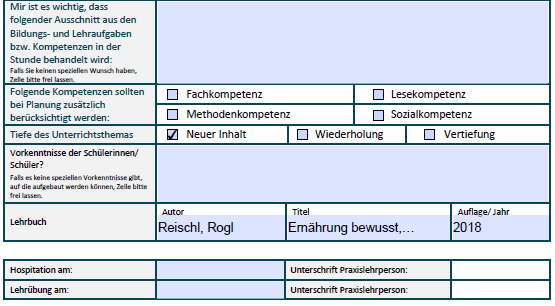 Mir ist es wichtig, dass
folgender Ausschnitt aus den
Bildungs- und Lehraufgaben
bzw. Kompetenzen in der
Stunde behandelt wird:
Falls Sie keinen speziellen Wunsch haben,
Zelle bitte frei lassen.
Folgende Kompetenzen sollten
bei Planung zusätzlich
berücksichtigt werden:
Fachkompetenz
Lesekompetenz
Methodenkompetenz
Sozialkompetenz
Tiefe des Unterrichtsthemas
Neuer Inhalt
Wiederholung
Vertiefung
Vorkenntnisse der Schülerinnen/
Schüler?
Falls es keine speziellen Vorkenntnisse gibt,
auf die aufgebaut werden können, Zelle bitte
frei lassen.
Lehrbuch
Autor
Titel
Auflage/ Jahr
Reischl, Rogl
Ernährung bewusst,...
2018
Hospitation am:
Unterschrift Praxislehrperson:
Lehrübung am:
Unterschrift Praxislehrperson: